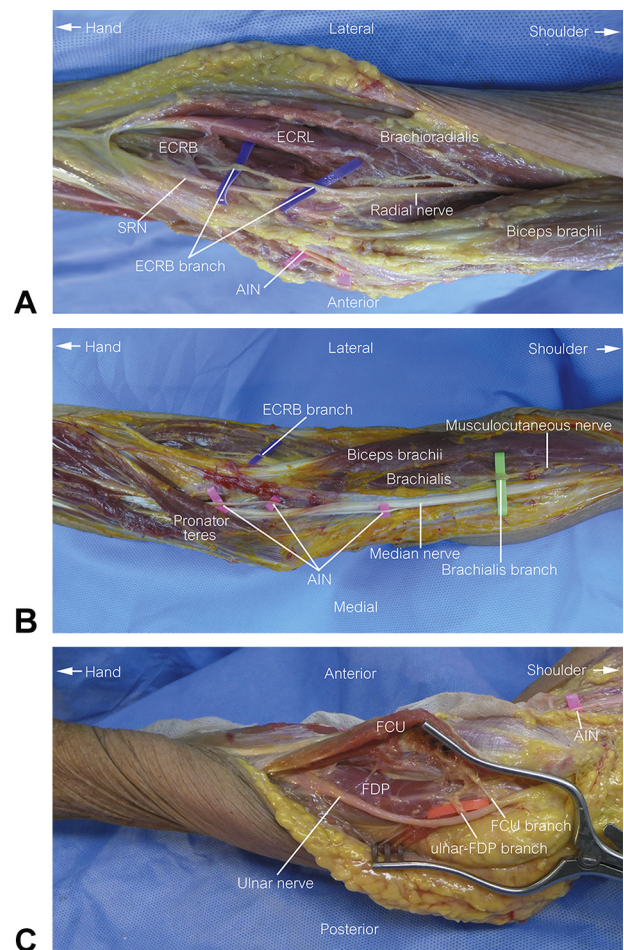 Hand
Lateral
Shoulder
ECRB
ECRL
Brachioradialis
SRN
Radial nerve
ECRB branch
Biceps brachii
AIN
Anterior
A
Hand
Lateral
Shoulder
ECRB branch
Musculocutaneous nerve
Biceps brachii
Brachialis
Pronator
teres
AIN
Median nerve
Brachialis branch
Medial
B
Hand
Anterior
Shoulder
FCU
AIN
FDP
FCU branch
ulnar-FDP branch
Ulnar nerve
Posterior
C